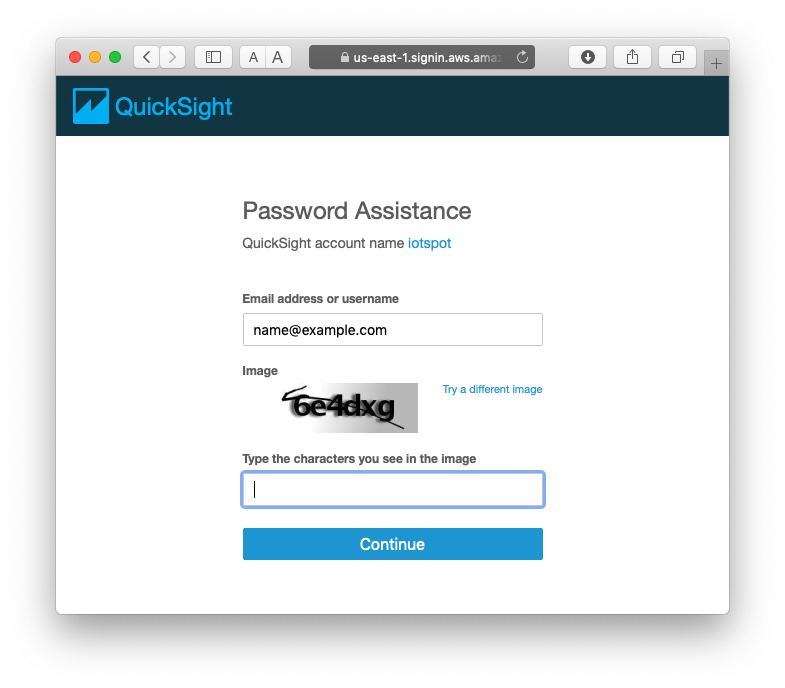 A A us-east-1.signin.aws.ama
QuickSight
Password Assistance
QuickSight account name iotspot
Email address or username
name@example.com
Image
Try a different image
6e4dxg
Type the characters you see in the image
Continue